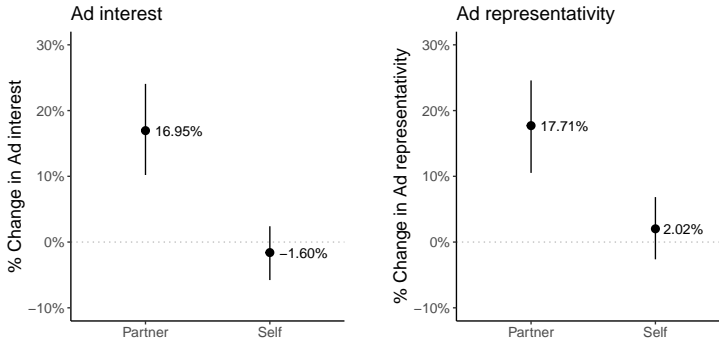 Ad interest
% Change in Ad interest
30%
20%
10%
0%
−10%
16.95%
−1.60%
Partner
Self
Ad representativity
% Change in Ad representativity
30%
20%
10%
0%
−10%
17.71%
2.02%
Partner
Self